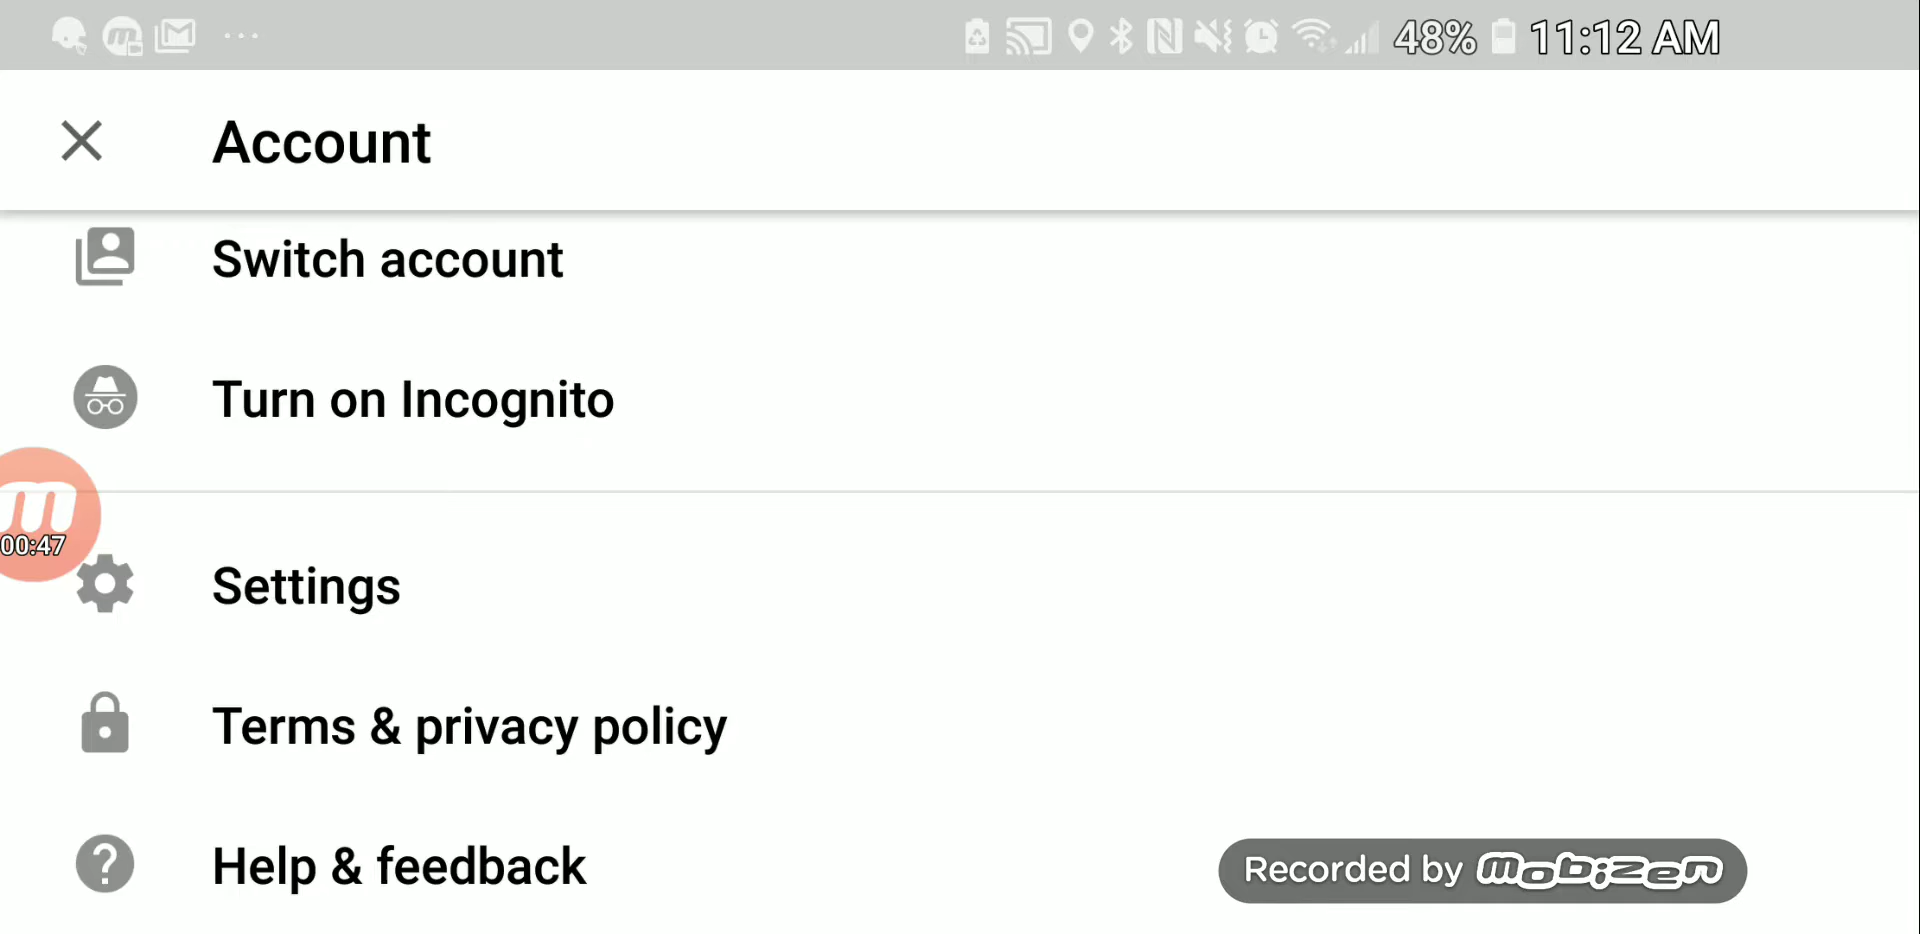 48% 11:12 AM
Account
Switch account
Turn on Incognito
00:47
Settings
Terms & privacy policy
Help & feedback
Recorded by mobizen